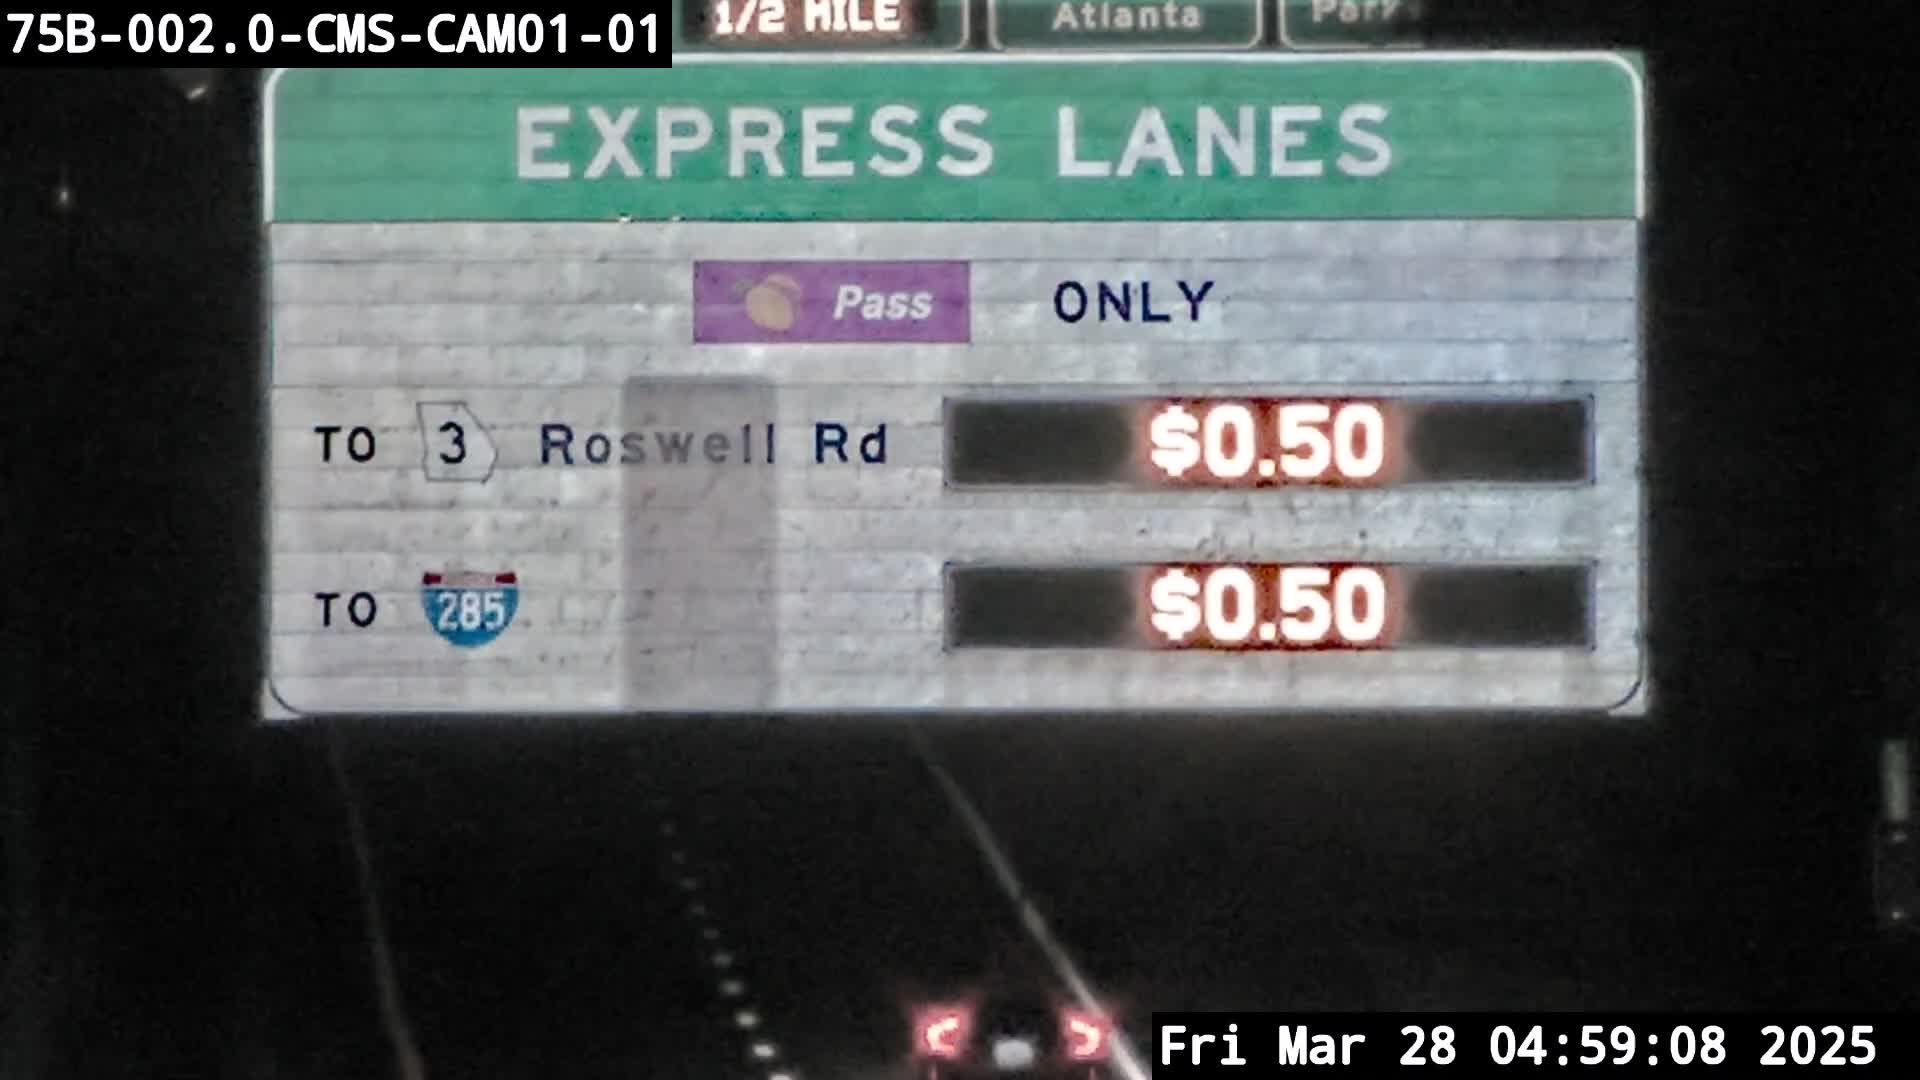 75B-002.0-CMS-CAM01-01
1/2 MILE
Atlanta
EXPRESS LANES
Pass ONLY
TO 3 Roswell Rd $0.50
TO 285 $0.50
Fri Mar 28 04:59:08 2025